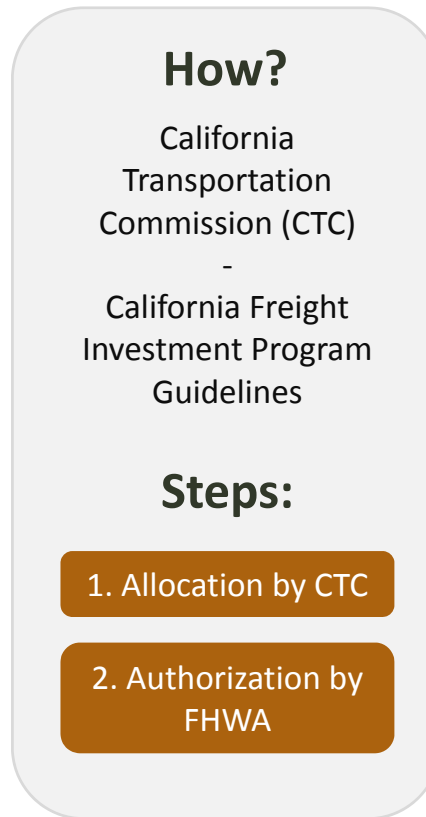 How?
California
Transportation
Commission (CTC)
-
California Freight
Investment Program
Guidelines
Steps:
1. Allocation by CTC
2. Authorization by
FHWA